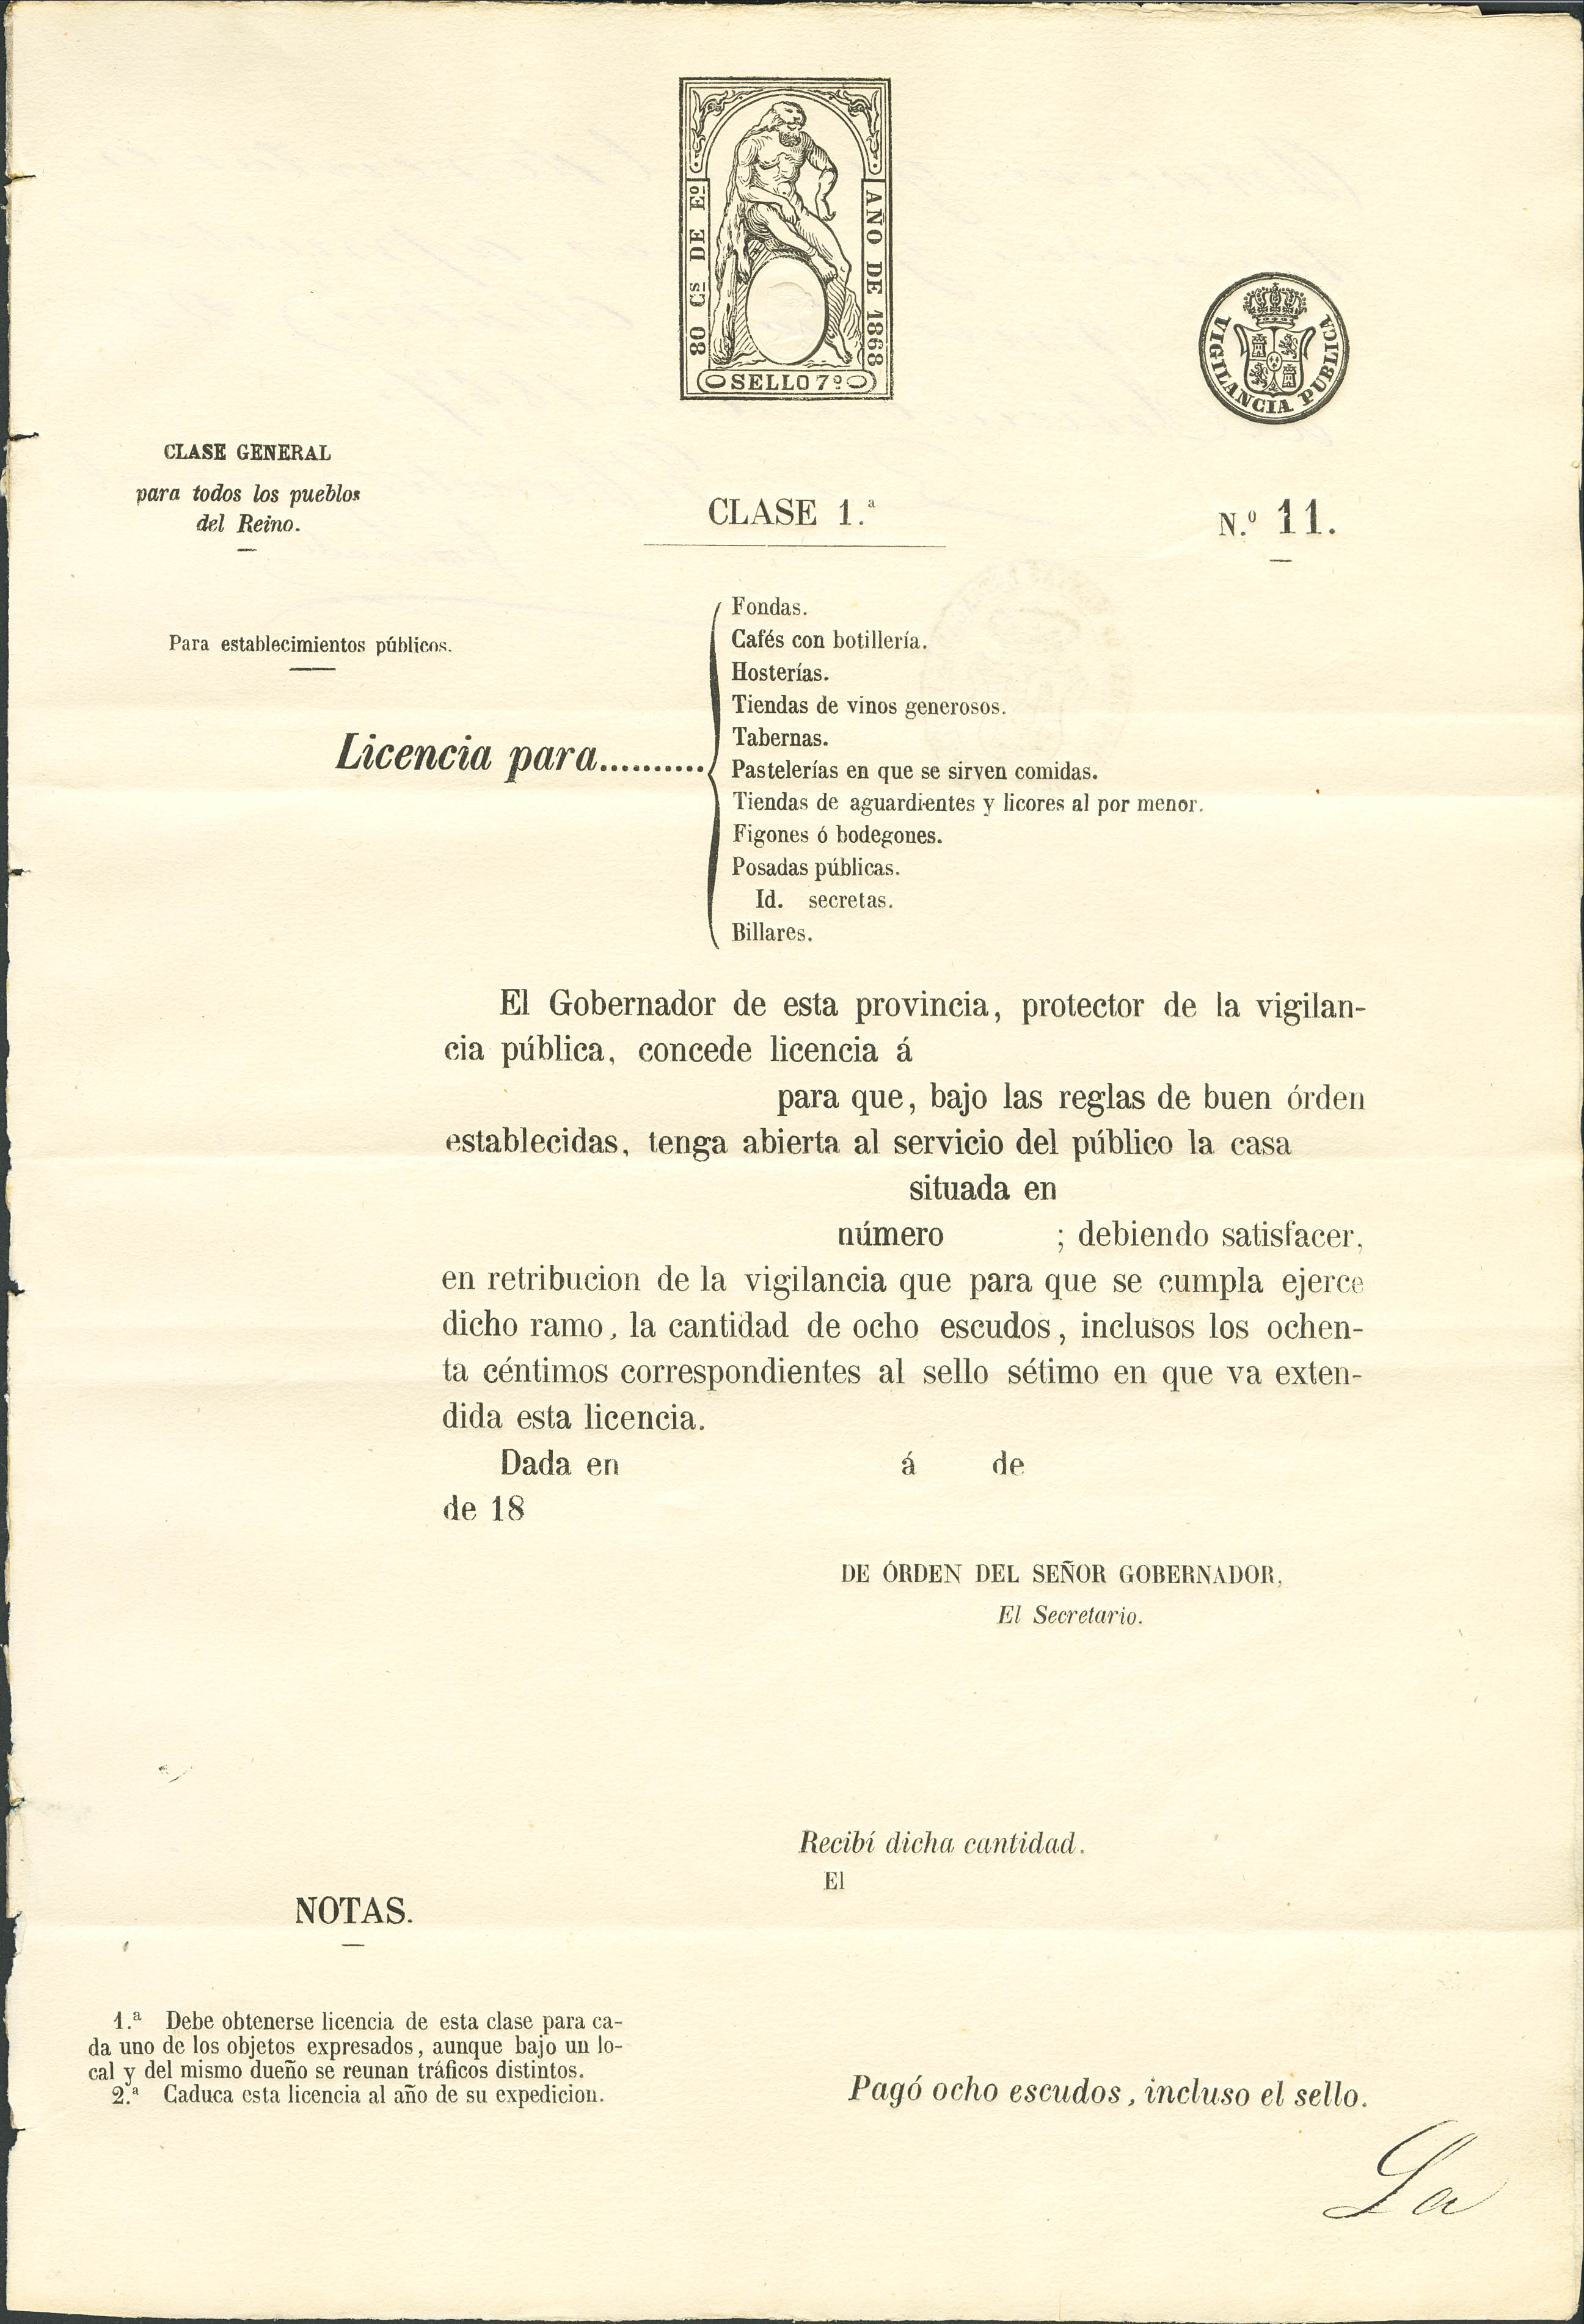 80 Cs DE Eº
AÑO DE 1868
SELLO 7º
VIGILANCIA PUBLICA
CLASE GENERAL
para todos los pueblos
del Reino.
CLASE 1.ª
N.º 11.
Para establecimientos públicos.
Licencia para..........
Fondas.
Cafés con botillería.
Hosterías.
Tiendas de vinos generosos.
Tabernas.
Pastelerías en que se sirven comidas.
Tiendas de aguardientes y licores al por menor.
Figones ó bodegones.
Posadas públicas.
Id. secretas.
Billares.
El Gobernador de esta provincia, protector de la vigilan-
cia pública, concede licencia á
para que, bajo las reglas de buen órden
establecidas, tenga abierta al servicio del público la casa
situada en
número ; debiendo satisfacer,
en retribucion de la vigilancia que para que se cumpla ejerce
dicho ramo, la cantidad de ocho escudos, inclusos los ochen-
ta céntimos correspondientes al sello sétimo en que va exten-
dida esta licencia.
Dada en á de
de 18
DE ÓRDEN DEL SEÑOR GOBERNADOR,
El Secretario.
Recibí dicha cantidad.
El
NOTAS.
1.ª Debe obtenerse licencia de esta clase para ca-
da uno de los objetos expresados, aunque bajo un lo-
cal y del mismo dueño se reunan tráficos distintos.
2.ª Caduca esta licencia al año de su expedicion.
Pagó ocho escudos, incluso el sello.
La